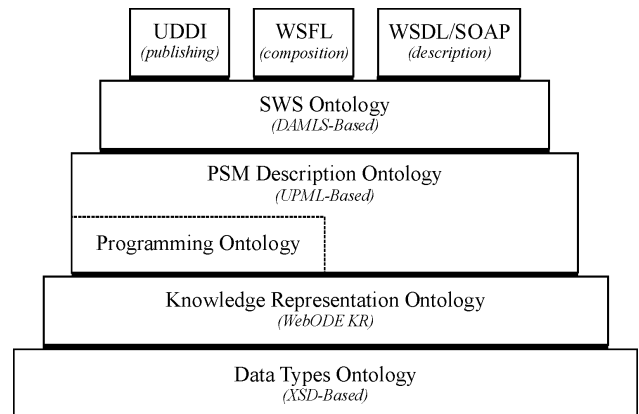 UDDI
(publishing)
WSFL
(composition)
WSDL/SOAP
(description)
SWS Ontology
(DAMLS-Based)
PSM Description Ontology
(UPML-Based)
Programming Ontology
Knowledge Representation Ontology
(WebODE KR)
Data Types Ontology
(XSD-Based)